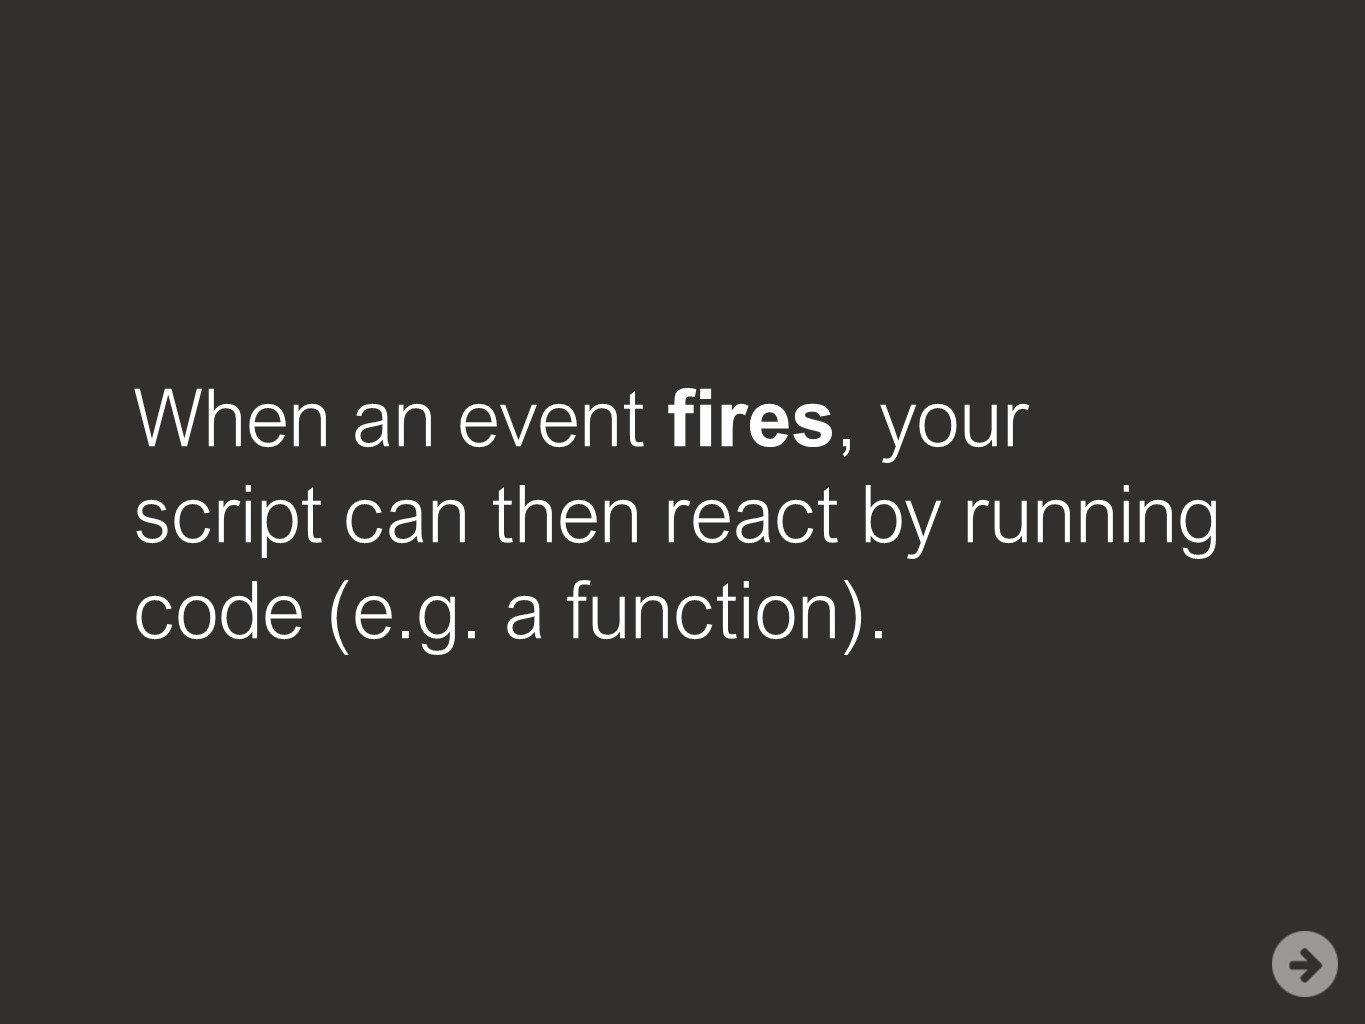 When an event fires, your
script can then react by running
code (e.g. a function).